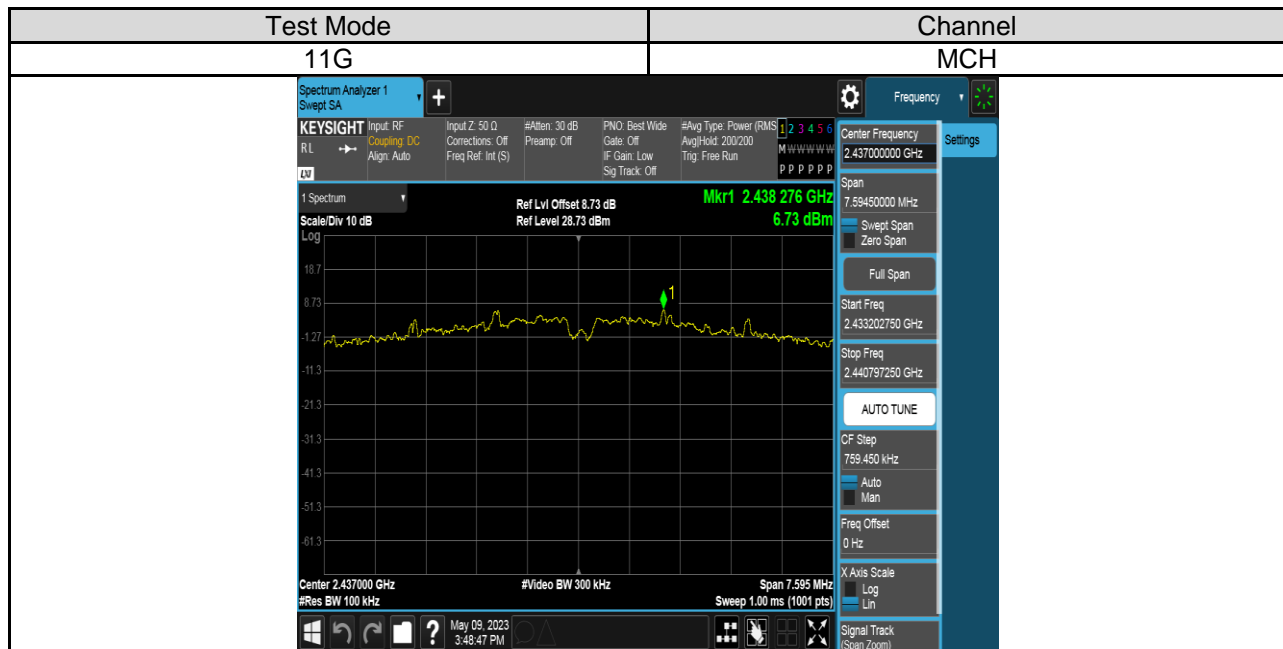 Test Mode
Channel
11G
MCH
Spectrum Analyzer 1
Swept SA
+
Frequency
KEYSIGHT
RL
LXI
Input: RF
Coupling: DC
Align: Auto
Input Z: 50 Ω
Corrections: Off
Freq Ref: Int (S)
#Atten: 30 dB
Preamp: Off
PNO: Best Wide
Gate: Off
IF Gain: Low
Sig Track: Off
#Avg Type: Power (RMS
Avg|Hold: 200/200
Trig: Free Run
1 2 3 4 5 6
M W W W W W
P P P P P P
Center Frequency
2.437000000 GHz
Settings
1 Spectrum
Scale/Div 10 dB
Ref Lvl Offset 8.73 dB
Ref Level 28.73 dBm
Mkr1 2.438 276 GHz
6.73 dBm
Log
18.7
8.73
-1.27
-11.3
-21.3
-31.3
-41.3
-51.3
-61.3
1
Center 2.437000 GHz
#Res BW 100 kHz
#Video BW 300 kHz
Span 7.595 MHz
Sweep 1.00 ms (1001 pts)
Span
7.59450000 MHz
Swept Span
Zero Span
Full Span
Start Freq
2.433202750 GHz
Stop Freq
2.440797250 GHz
AUTO TUNE
CF Step
759.450 kHz
Auto
Man
Freq Offset
0 Hz
X Axis Scale
Log
Lin
Signal Track
(Span Zoom)
?
May 09, 2023
3:48:47 PM